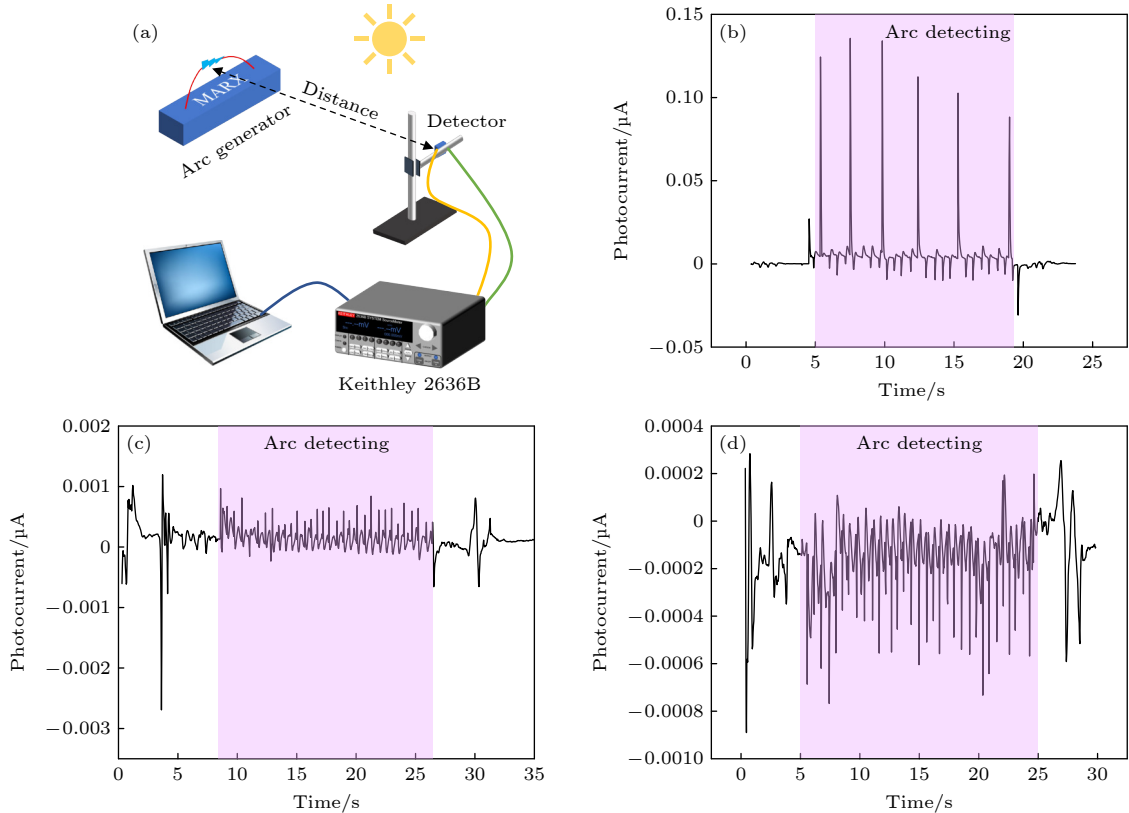 (a)
MARX
Arc generator
Distance
Detector
Keithley 2636B
(b)
Arc detecting
Photocurrent/μA
0.15
0.10
0.05
0
−0.05
0
5
10
15
20
25
Time/s
(c)
Arc detecting
Photocurrent/μA
0.002
0.001
0
−0.001
−0.002
−0.003
0
5
10
15
20
25
30
35
Time/s
(d)
Arc detecting
Photocurrent/μA
0.0004
0.0002
0
−0.0002
−0.0004
−0.0006
−0.0008
−0.0010
0
5
10
15
20
25
30
Time/s